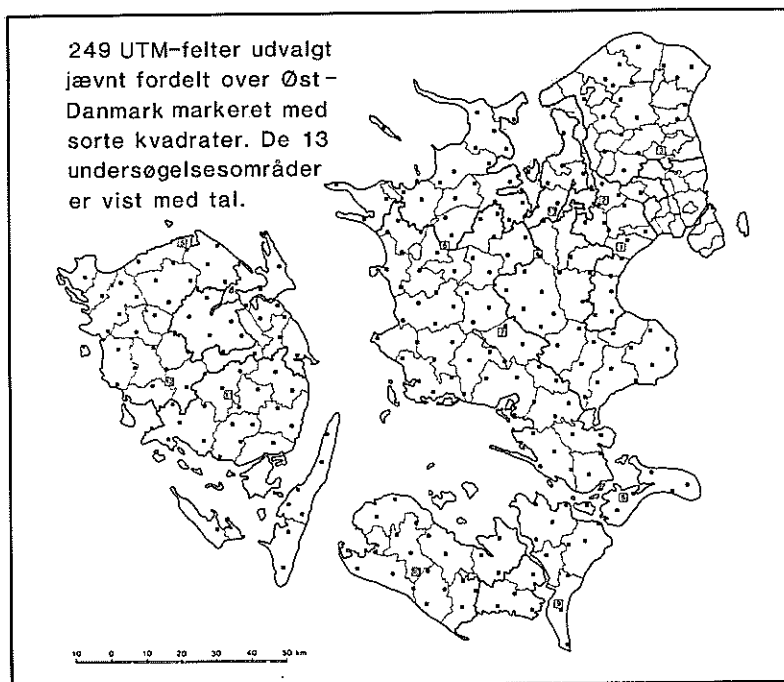 249 UTM-felter udvalgt
jævnt fordelt over Øst-
Danmark markeret med
sorte kvadrater. De 13
undersøgelsesområder
er vist med tal.
10 0 10 20 30 40 50 km